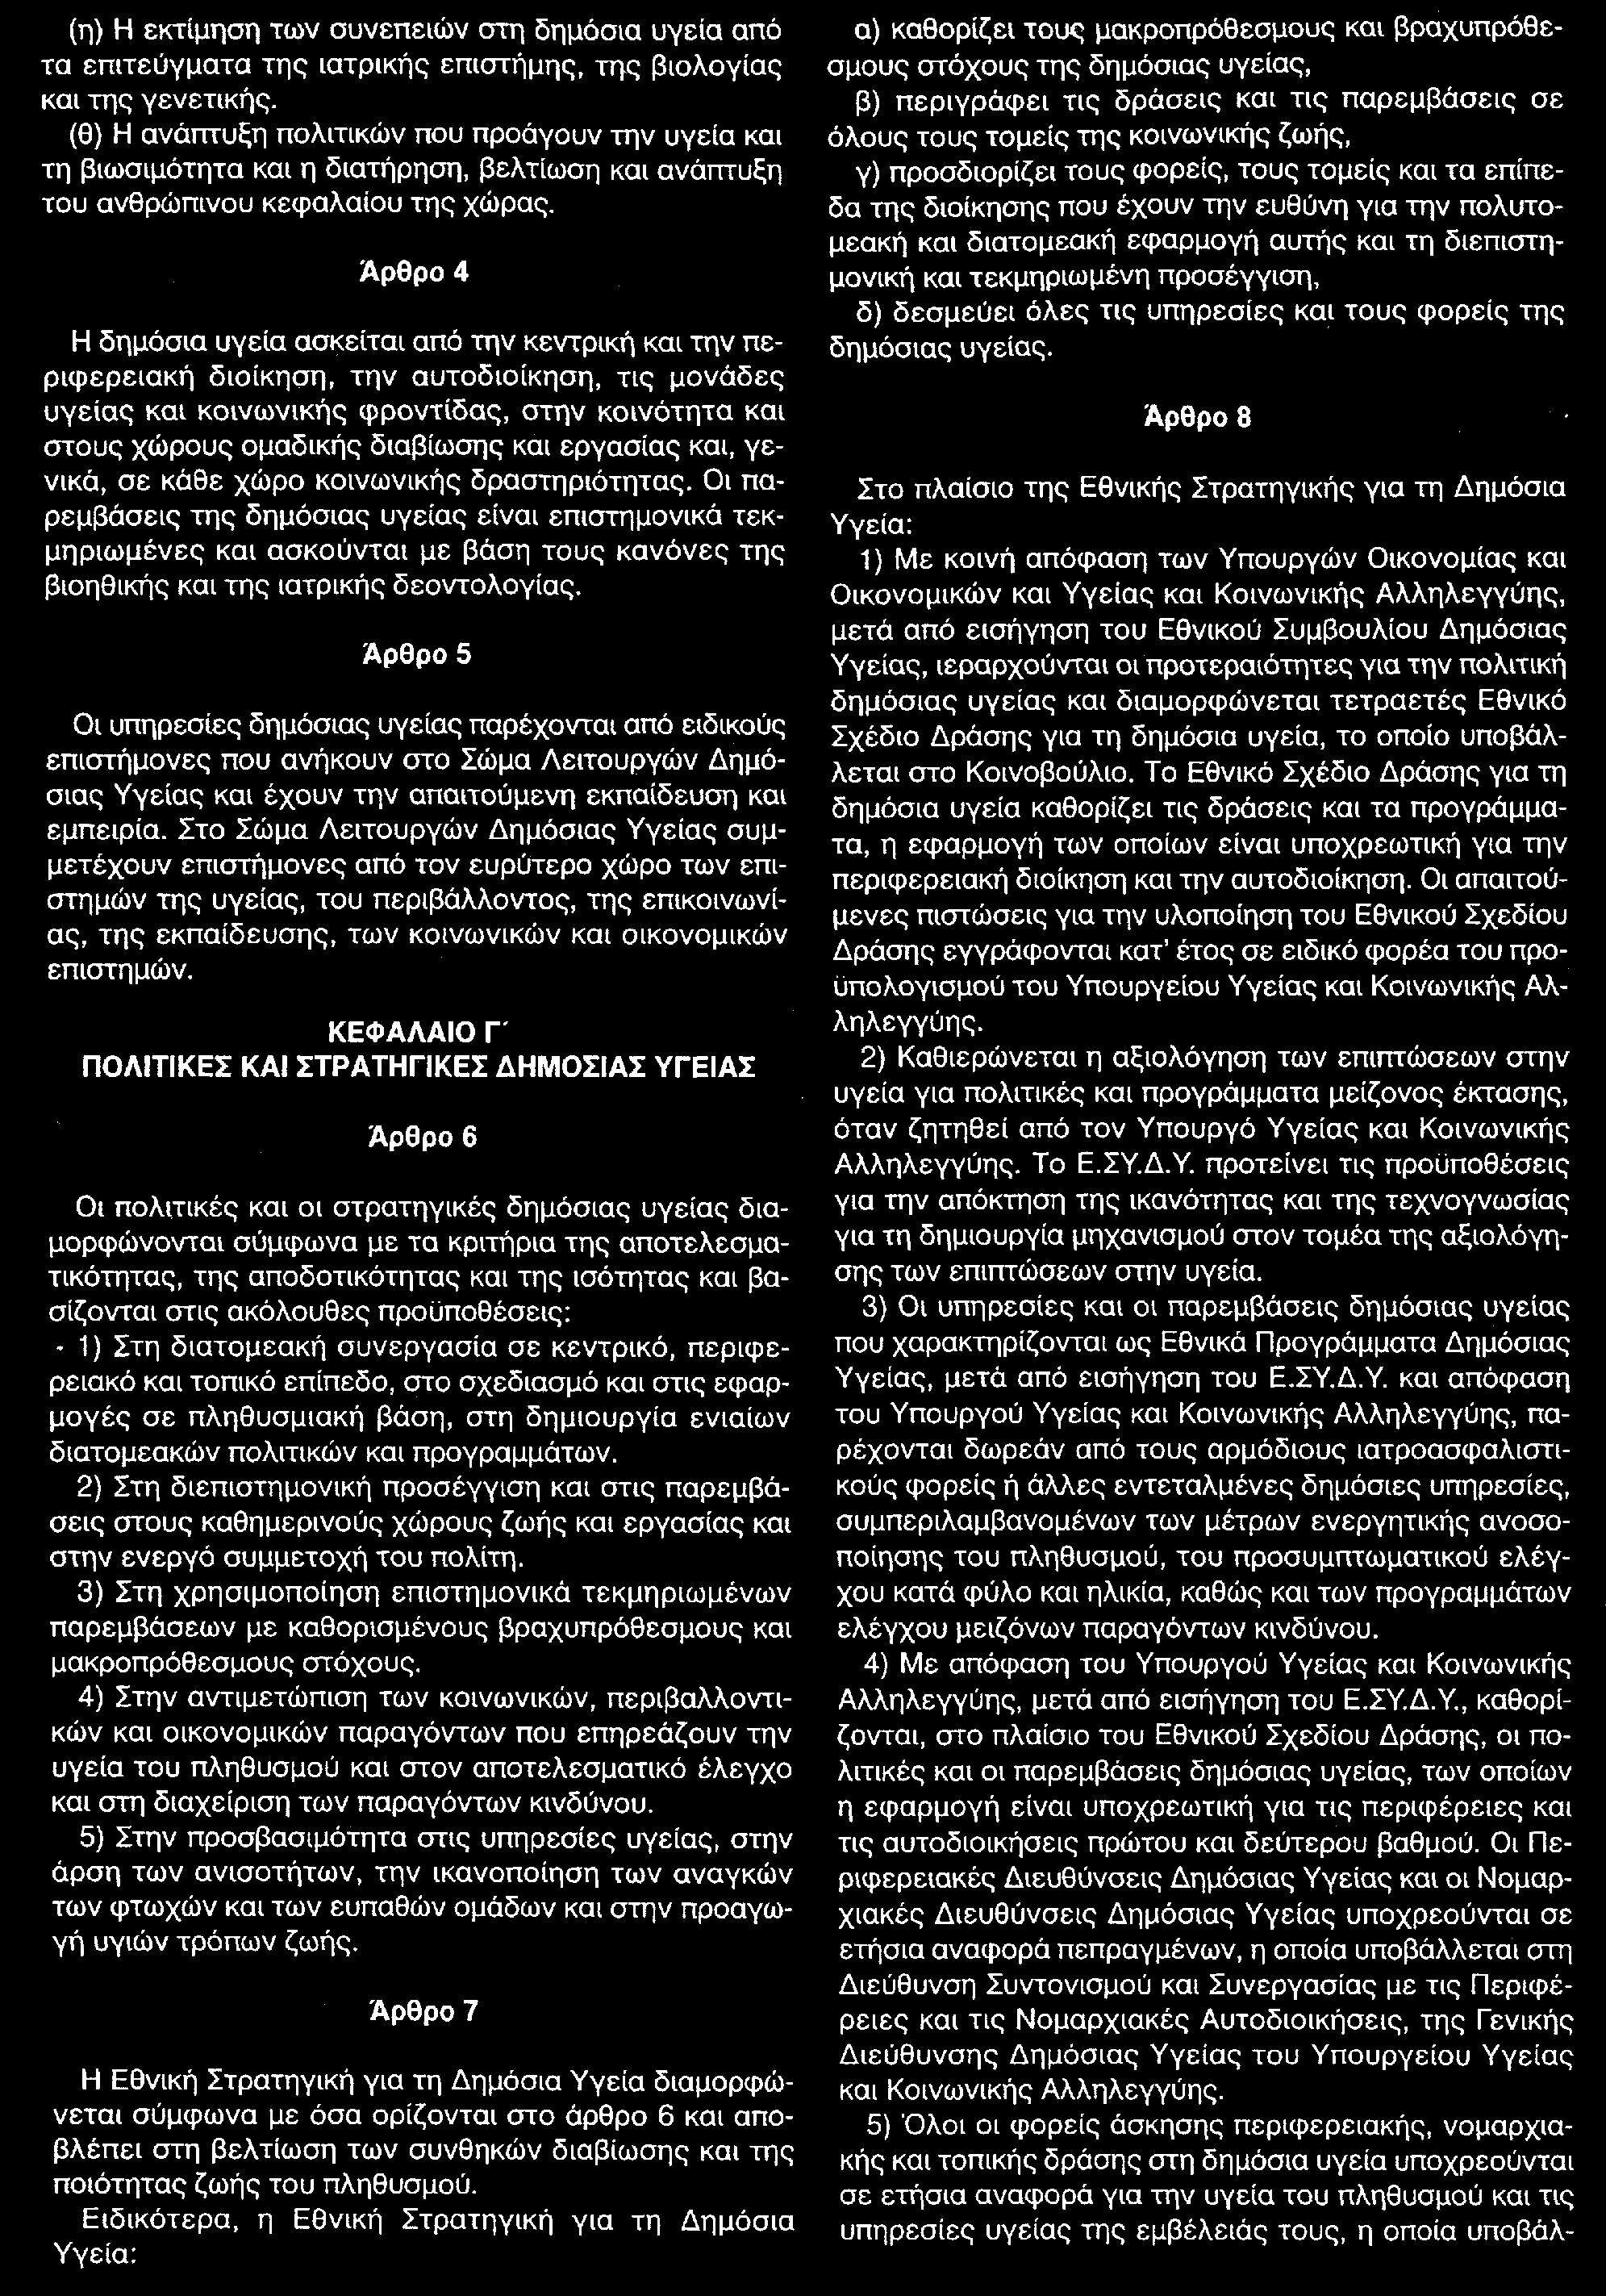 (η) Η εκτίμηση των συνεπειών στη δημόσια υγεία από
τα επιτεύγματα της ιατρικής επιστήμης, της βιολογίας
και της γενετικής.
(θ) Η ανάπτυξη πολιτικών που προάγουν την υγεία και
τη βιωσιμότητα και η διατήρηση, βελτίωση και ανάπτυξη
του ανθρώπινου κεφαλαίου της χώρας.
Άρθρο 4
Η δημόσια υγεία ασκείται από την κεντρική και την πε-
ριφερειακή διοίκηση, την αυτοδιοίκηση, τις μονάδες
υγείας και κοινωνικής φροντίδας, στην κοινότητα και
στους χώρους ομαδικής διαβίωσης και εργασίας και, γε-
νικά, σε κάθε χώρο κοινωνικής δραστηριότητας. Οι πα-
ρεμβάσεις της δημόσιας υγείας είναι επιστημονικά τεκ-
μηριωμένες και ασκούνται με βάση τους κανόνες της
βιοηθικής και της ιατρικής δεοντολογίας.
Άρθρο 5
Οι υπηρεσίες δημόσιας υγείας παρέχονται από ειδικούς
επιστήμονες που ανήκουν στο Σώμα Λειτουργών Δημό-
σιας Υγείας και έχουν την απαιτούμενη εκπαίδευση και
εμπειρία. Στο Σώμα Λειτουργών Δημόσιας Υγείας συμ-
μετέχουν επιστήμονες από τον ευρύτερο χώρο των επι-
στημών της υγείας, του περιβάλλοντος, της επικοινωνί-
ας, της εκπαίδευσης, των κοινωνικών και οικονομικών
επιστημών.
ΚΕΦΑΛΑΙΟ Γ΄
ΠΟΛΙΤΙΚΕΣ ΚΑΙ ΣΤΡΑΤΗΓΙΚΕΣ ΔΗΜΟΣΙΑΣ ΥΓΕΙΑΣ
Άρθρο 6
Οι πολιτικές και οι στρατηγικές δημόσιας υγείας δια-
μορφώνονται σύμφωνα με τα κριτήρια της αποτελεσμα-
τικότητας, της αποδοτικότητας και της ισότητας και βα-
σίζονται στις ακόλουθες προϋποθέσεις:
1) Στη διατομεακή συνεργασία σε κεντρικό, περιφε-
ρειακό και τοπικό επίπεδο, στο σχεδιασμό και στις εφαρ-
μογές σε πληθυσμιακή βάση, στη δημιουργία ενιαίων
διατομεακών πολιτικών και προγραμμάτων.
2) Στη διεπιστημονική προσέγγιση και στις παρεμβά-
σεις στους καθημερινούς χώρους ζωής και εργασίας και
στην ενεργό συμμετοχή του πολίτη.
3) Στη χρησιμοποίηση επιστημονικά τεκμηριωμένων
παρεμβάσεων με καθορισμένους βραχυπρόθεσμους και
μακροπρόθεσμους στόχους.
4) Στην αντιμετώπιση των κοινωνικών, περιβαλλοντι-
κών και οικονομικών παραγόντων που επηρεάζουν την
υγεία του πληθυσμού και στον αποτελεσματικό έλεγχο
και στη διαχείριση των παραγόντων κινδύνου.
5) Στην προσβασιμότητα στις υπηρεσίες υγείας, στην
άρση των ανισοτήτων, την ικανοποίηση των αναγκών
των φτωχών και των ευπαθών ομάδων και στην προαγω-
γή υγιών τρόπων ζωής.
Άρθρο 7
Η Εθνική Στρατηγική για τη Δημόσια Υγεία διαμορφώ-
νεται σύμφωνα με όσα ορίζονται στο άρθρο 6 και απο-
βλέπει στη βελτίωση των συνθηκών διαβίωσης και της
ποιότητας ζωής του πληθυσμού.
Ειδικότερα, η Εθνική Στρατηγική για τη Δημόσια
Υγεία:
α) καθορίζει τους μακροπρόθεσμους και βραχυπρόθε-
σμους στόχους της δημόσιας υγείας,
β) περιγράφει τις δράσεις και τις παρεμβάσεις σε
όλους τους τομείς της κοινωνικής ζωής,
γ) προσδιορίζει τους φορείς, τους τομείς και τα επίπε-
δα της διοίκησης που έχουν την ευθύνη για την πολυτο-
μεακή και διατομεακή εφαρμογή αυτής και τη διεπιστη-
μονική και τεκμηριωμένη προσέγγιση,
δ) δεσμεύει όλες τις υπηρεσίες και τους φορείς της
δημόσιας υγείας.
Άρθρο 8
Στο πλαίσιο της Εθνικής Στρατηγικής για τη Δημόσια
Υγεία:
1) Με κοινή απόφαση των Υπουργών Οικονομίας και
Οικονομικών και Υγείας και Κοινωνικής Αλληλεγγύης,
μετά από εισήγηση του Εθνικού Συμβουλίου Δημόσιας
Υγείας, ιεραρχούνται οι προτεραιότητες για την πολιτική
δημόσιας υγείας και διαμορφώνεται τετραετές Εθνικό
Σχέδιο Δράσης για τη δημόσια υγεία, το οποίο υποβάλ-
λεται στο Κοινοβούλιο. Το Εθνικό Σχέδιο Δράσης για τη
δημόσια υγεία καθορίζει τις δράσεις και τα προγράμμα-
τα, η εφαρμογή των οποίων είναι υποχρεωτική για την
περιφερειακή διοίκηση και την αυτοδιοίκηση. Οι απαιτού-
μενες πιστώσεις για την υλοποίηση του Εθνικού Σχεδίου
Δράσης εγγράφονται κατ' έτος σε ειδικό φορέα του προ-
ϋπολογισμού του Υπουργείου Υγείας και Κοινωνικής Αλ-
ληλεγγύης.
2) Καθιερώνεται η αξιολόγηση των επιπτώσεων στην
υγεία για πολιτικές και προγράμματα μείζονος έκτασης,
όταν ζητηθεί από τον Υπουργό Υγείας και Κοινωνικής
Αλληλεγγύης. Το Ε.ΣΥ.Δ.Υ. προτείνει τις προϋποθέσεις
για την απόκτηση της ικανότητας και της τεχνογνωσίας
για τη δημιουργία μηχανισμού στον τομέα της αξιολόγη-
σης των επιπτώσεων στην υγεία.
3) Οι υπηρεσίες και οι παρεμβάσεις δημόσιας υγείας
που χαρακτηρίζονται ως Εθνικά Προγράμματα Δημόσιας
Υγείας, μετά από εισήγηση του Ε.ΣΥ.Δ.Υ. και απόφαση
του Υπουργού Υγείας και Κοινωνικής Αλληλεγγύης, πα-
ρέχονται δωρεάν από τους αρμόδιους ιατροασφαλιστι-
κούς φορείς ή άλλες εντεταλμένες δημόσιες υπηρεσίες,
συμπεριλαμβανομένων των μέτρων ενεργητικής ανοσο-
ποίησης του πληθυσμού, του προσυμπτωματικού ελέγ-
χου κατά φύλο και ηλικία, καθώς και των προγραμμάτων
ελέγχου μειζόνων παραγόντων κινδύνου.
4) Με απόφαση του Υπουργού Υγείας και Κοινωνικής
Αλληλεγγύης, μετά από εισήγηση του Ε.ΣΥ.Δ.Υ., καθορί-
ζονται, στο πλαίσιο του Εθνικού Σχεδίου Δράσης, οι πο-
λιτικές και οι παρεμβάσεις δημόσιας υγείας, των οποίων
η εφαρμογή είναι υποχρεωτική για τις περιφέρειες και
τις αυτοδιοικήσεις πρώτου και δεύτερου βαθμού. Οι Πε-
ριφερειακές Διευθύνσεις Δημόσιας Υγείας και οι Νομαρ-
χιακές Διευθύνσεις Δημόσιας Υγείας υποχρεούνται σε
ετήσια αναφορά πεπραγμένων, η οποία υποβάλλεται στη
Διεύθυνση Συντονισμού και Συνεργασίας με τις Περιφέ-
ρειες και τις Νομαρχιακές Αυτοδιοικήσεις, της Γενικής
Διεύθυνσης Δημόσιας Υγείας του Υπουργείου Υγείας
και Κοινωνικής Αλληλεγγύης.
5) Όλοι οι φορείς άσκησης περιφερειακής, νομαρχια-
κής και τοπικής δράσης στη δημόσια υγεία υποχρεούνται
σε ετήσια αναφορά για την υγεία του πληθυσμού και τις
υπηρεσίες υγείας της εμβέλειάς τους, η οποία υποβάλ-